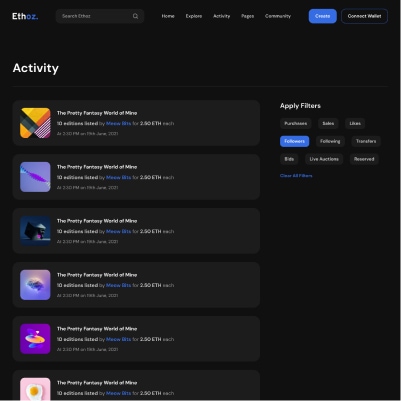 Ethoz.
Search Ethoz
Home
Explore
Activity
Pages
Community
Create
Connect Wallet
Activity
The Pretty Fantasy World of Mine
10 editions listed by Meow Bits for 2.50 ETH each
At 2:30 PM on 19th June, 2021
The Pretty Fantasy World of Mine
10 editions listed by Meow Bits for 2.50 ETH each
At 2:30 PM on 19th June, 2021
The Pretty Fantasy World of Mine
10 editions listed by Meow Bits for 2.50 ETH each
At 2:30 PM on 19th June, 2021
The Pretty Fantasy World of Mine
10 editions listed by Meow Bits for 2.50 ETH each
At 2:30 PM on 19th June, 2021
The Pretty Fantasy World of Mine
10 editions listed by Meow Bits for 2.50 ETH each
At 2:30 PM on 19th June, 2021
The Pretty Fantasy World of Mine
10 editions listed by Meow Bits for 2.50 ETH each
Apply Filters
Purchases
Sales
Likes
Followers
Following
Transfers
Bids
Live Auctions
Reserved
Clear All Filters